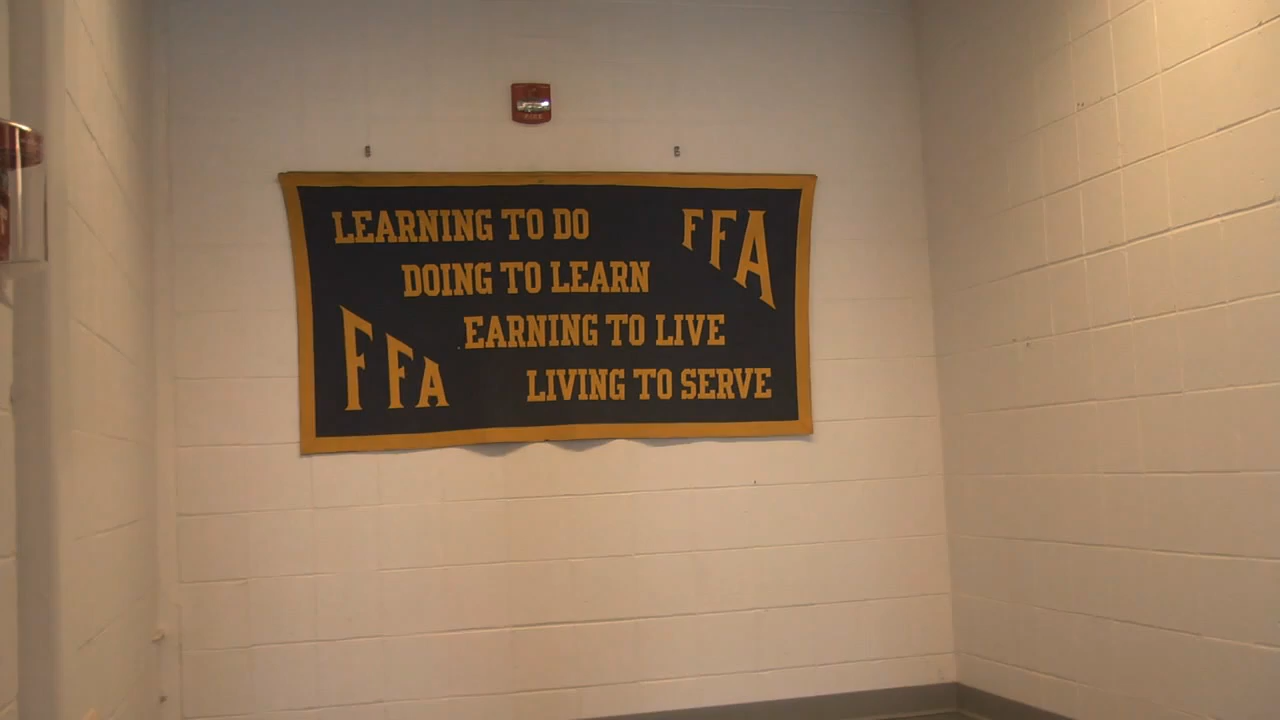 LEARNING TO DO
FFA
DOING TO LEARN
EARNING TO LIVE
FFA
LIVING TO SERVE